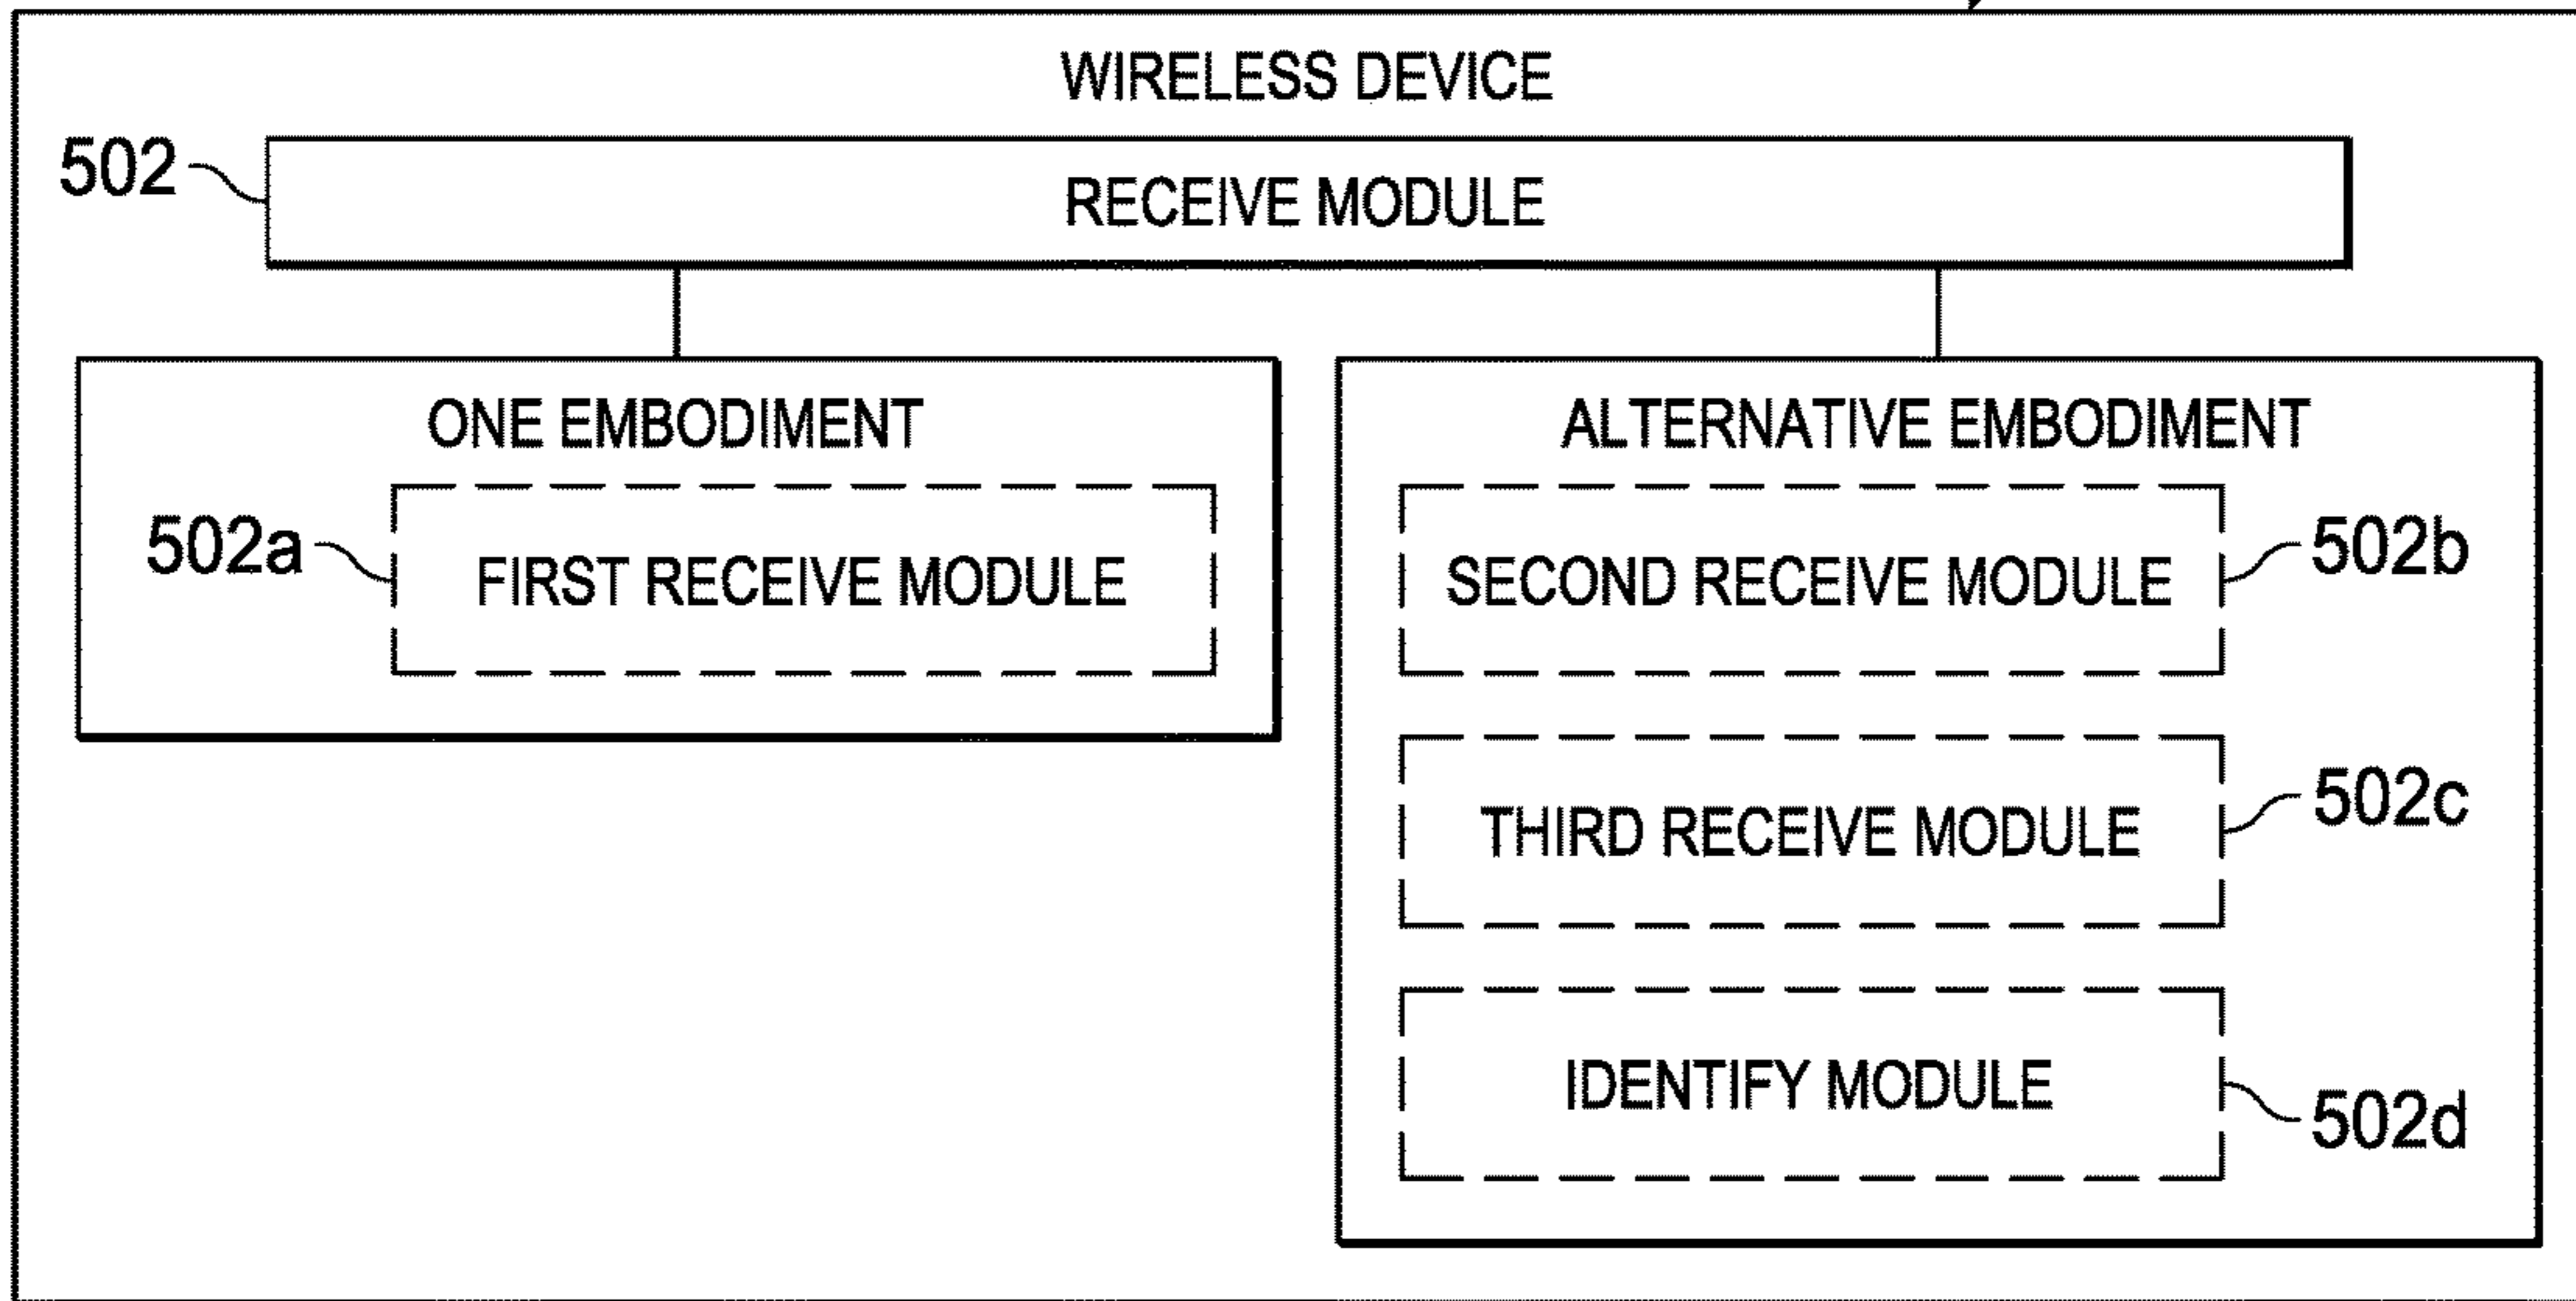 WIRELESS DEVICE
502
RECEIVE MODULE
ONE EMBODIMENT
502a
FIRST RECEIVE MODULE
ALTERNATIVE EMBODIMENT
SECOND RECEIVE MODULE
502b
THIRD RECEIVE MODULE
502c
IDENTIFY MODULE
502d